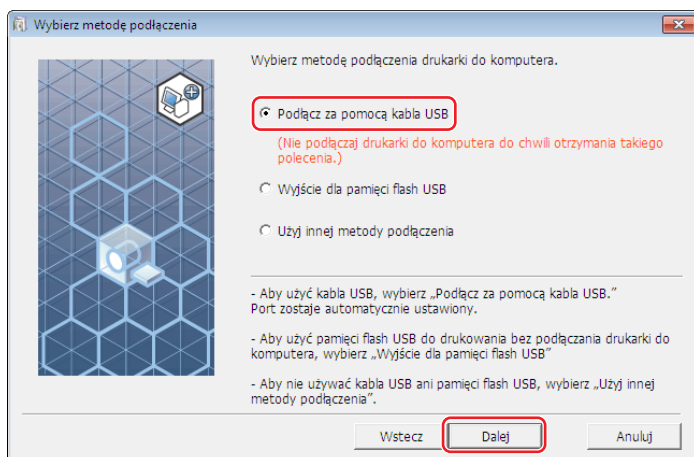 Wybierz metodę podłączenia
Wybierz metodę podłączenia drukarki do komputera.
Podłącz za pomocą kabla USB
(Nie podłączaj drukarki do komputera do chwili otrzymania takiego
polecenia.)
Wyjście dla pamięci flash USB
Użyj innej metody podłączenia
- Aby użyć kabla USB, wybierz „Podłącz za pomocą kabla USB.”
Port zostaje automatycznie ustawiony.
- Aby użyć pamięci flash USB do drukowania bez podłączania drukarki do
komputera, wybierz „Wyjście dla pamięci flash USB”
- Aby nie używać kabla USB ani pamięci flash USB, wybierz „Użyj innej
metody podłączenia”.
Wstecz Dalej Anuluj